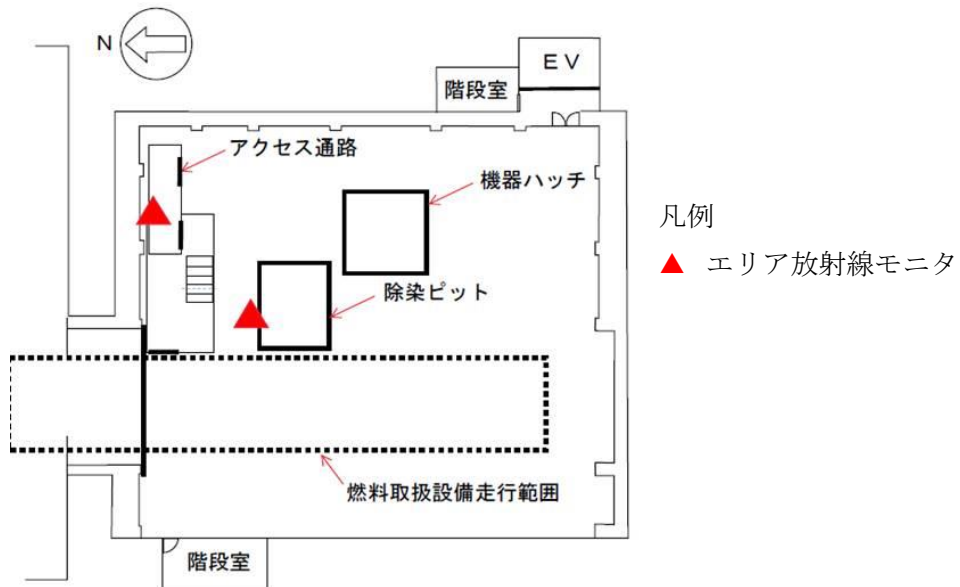 N
EV
階段室
アクセス通路
機器ハッチ
凡例
▲ エリア放射線モニタ
除染ピット
燃料取扱設備走行範囲
階段室